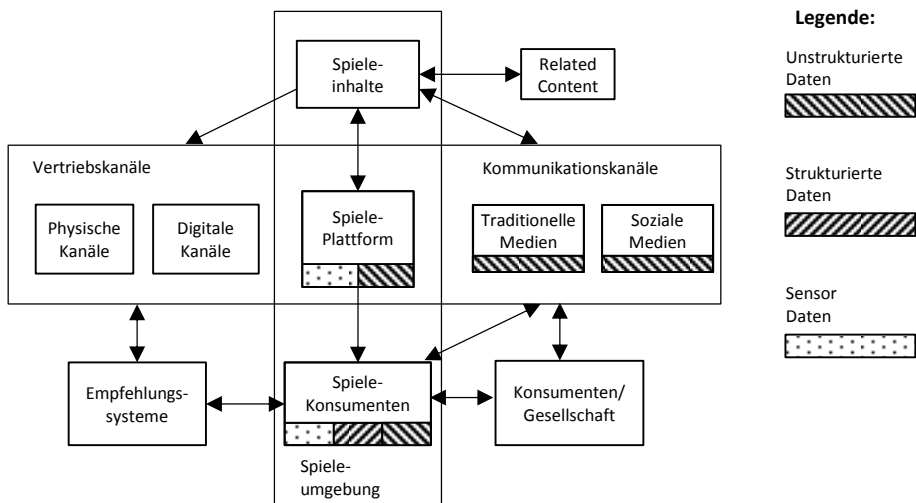 Spiele-
inhalte
Related
Content
Vertriebskanäle
Kommunikationskanäle
Physische
Kanäle
Digitale
Kanäle
Spiele-
Plattform
Traditionelle
Medien
Soziale
Medien
Empfehlungs-
systeme
Spiele-
Konsumenten
Konsumenten/
Gesellschaft
Spiele-
umgebung
Legende:
Unstrukturierte
Daten
Strukturierte
Daten
Sensor
Daten